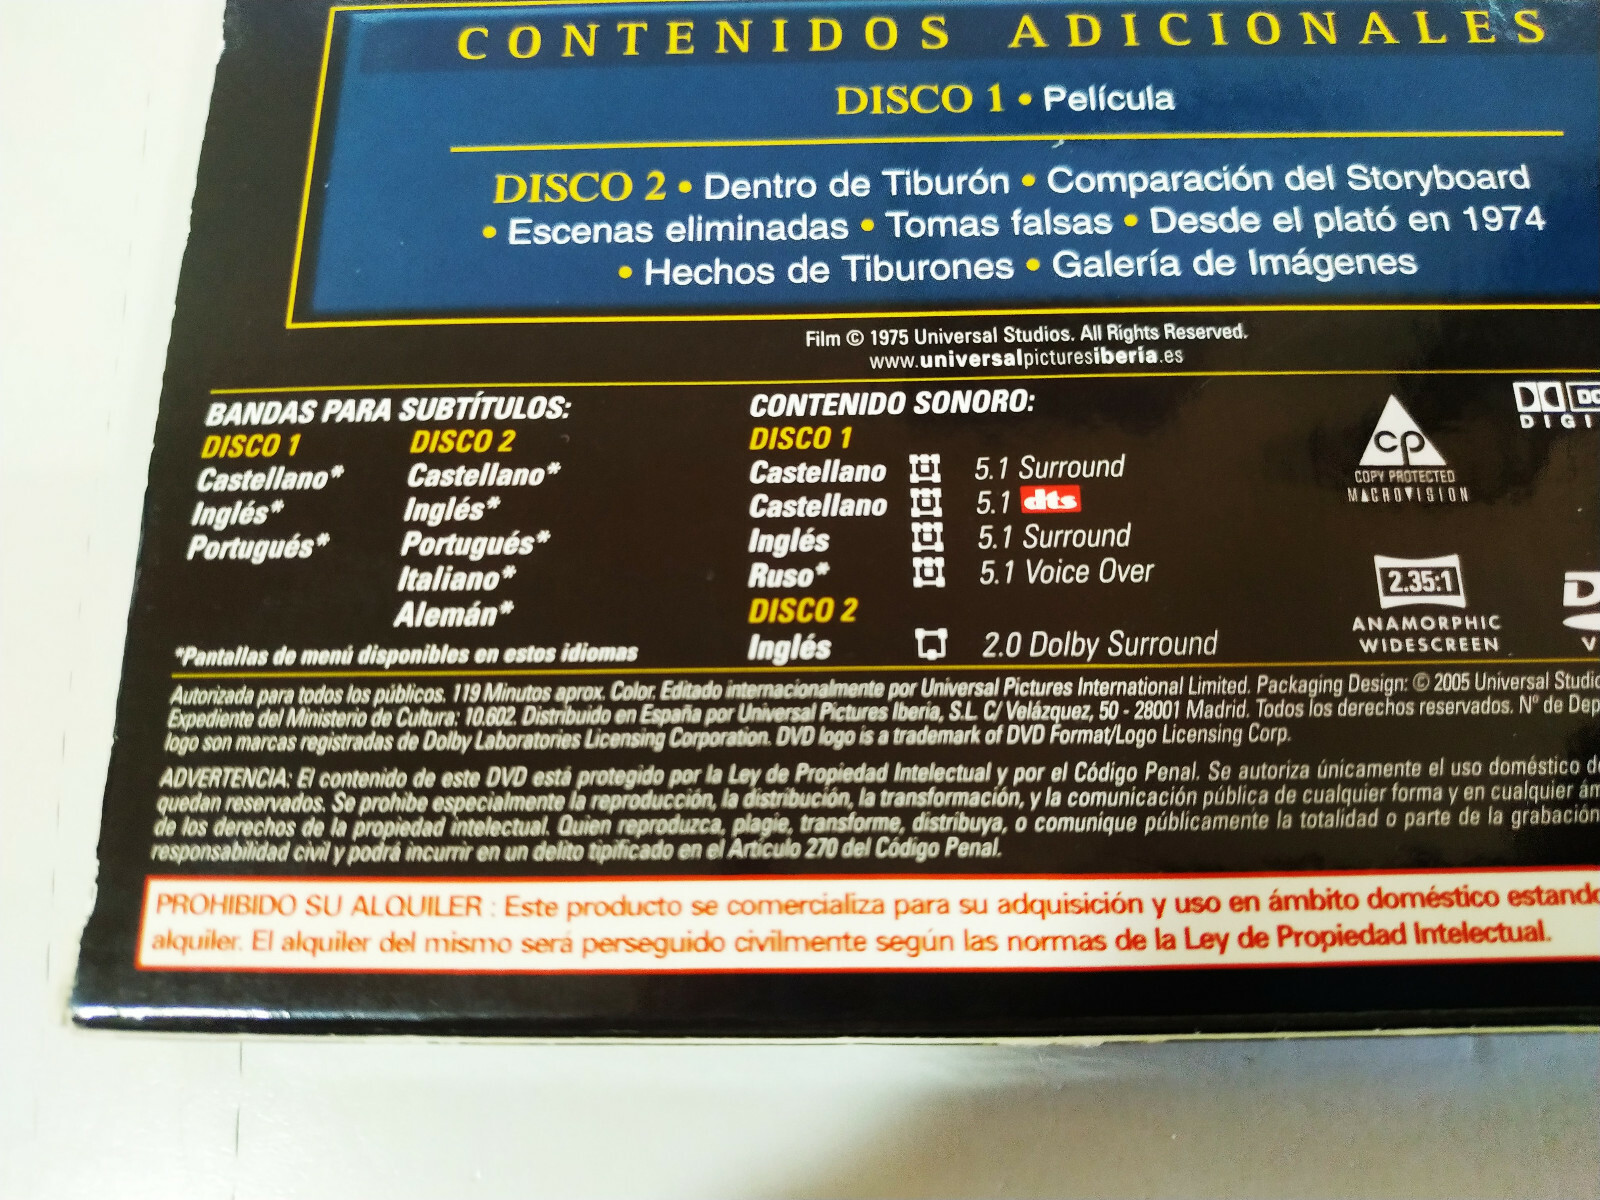 CONTENIDOS ADICIONALES
DISCO 1 • Película
DISCO 2 • Dentro de Tiburón • Comparación del Storyboard
• Escenas eliminadas • Tomas falsas • Desde el plató en 1974
• Hechos de Tiburones • Galería de Imágenes
Film © 1975 Universal Studios. All Rights Reserved.
www.universalpicturesiberia.es
BANDAS PARA SUBTÍTULOS:
DISCO 1 DISCO 2
Castellano* Castellano*
Inglés* Inglés*
Portugués* Portugués*
Italiano*
Alemán*
*Pantallas de menú disponibles en estos idiomas
CONTENIDO SONORO:
DISCO 1
Castellano 5.1 Surround
Castellano 5.1 dts
Inglés 5.1 Surround
Ruso* 5.1 Voice Over
DISCO 2
Inglés 2.0 Dolby Surround
cp
COPY PROTECTED
MACROVISION
DIGI
2.35:1
ANAMORPHIC
WIDESCREEN
Autorizada para todos los públicos. 119 Minutos aprox. Color. Editado internacionalmente por Universal Pictures International Limited. Packaging Design: © 2005 Universal Studio
Expediente del Ministerio de Cultura: 10.602. Distribuido en España por Universal Pictures Iberia, S.L. C/ Velázquez, 50 - 28001 Madrid. Todos los derechos reservados. Nº de Dep
logo son marcas registradas de Dolby Laboratories Licensing Corporation. DVD logo is a trademark of DVD Format/Logo Licensing Corp.
ADVERTENCIA: El contenido de este DVD está protegido por la Ley de Propiedad Intelectual y por el Código Penal. Se autoriza únicamente el uso doméstico d
quedan reservados. Se prohibe especialmente la reproducción, la distribución, la transformación, y la comunicación pública de cualquier forma y en cualquier ám
de los derechos de la propiedad intelectual. Quien reproduzca, plagie, transforme, distribuya, o comunique públicamente la totalidad o parte de la grabación
responsabilidad civil y podrá incurrir en un delito tipificado en el Artículo 270 del Código Penal.
PROHIBIDO SU ALQUILER : Este producto se comercializa para su adquisición y uso en ámbito doméstico estando
alquiler. El alquiler del mismo será perseguido civilmente según las normas de la Ley de Propiedad Intelectual.